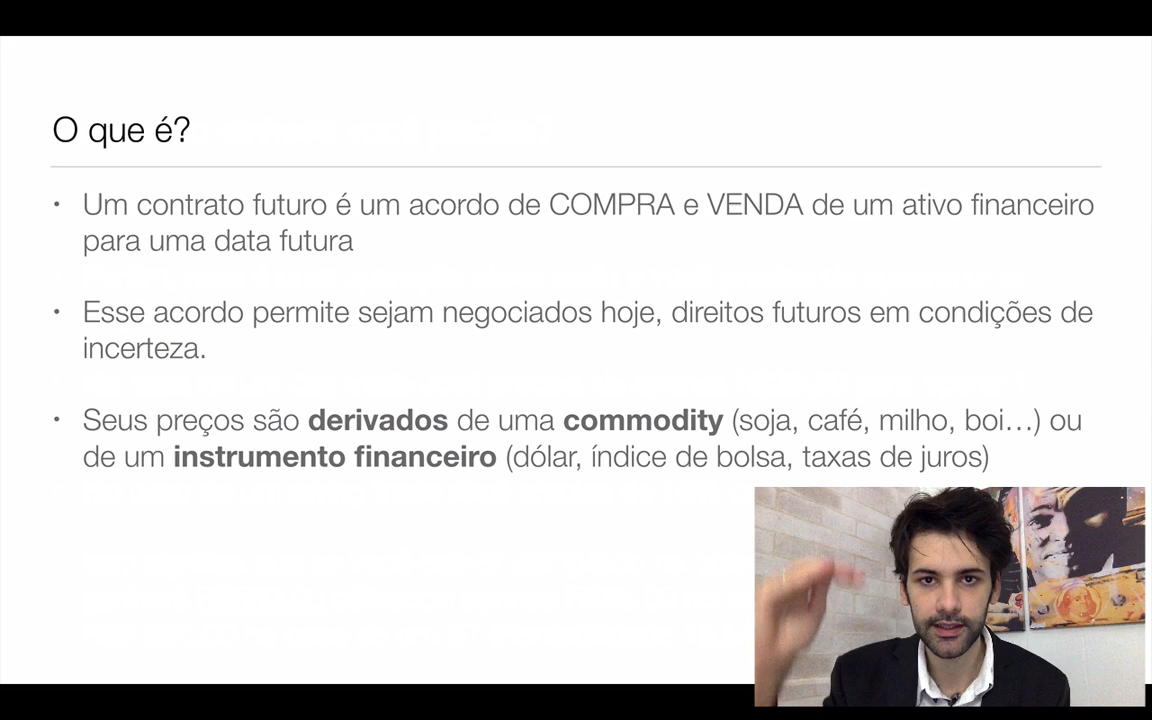 O que é?
• Um contrato futuro é um acordo de COMPRA e VENDA de um ativo financeiro
para uma data futura
• Esse acordo permite sejam negociados hoje, direitos futuros em condições de
incerteza.
• Seus preços são derivados de uma commodity (soja, café, milho, boi…) ou
de um instrumento financeiro (dólar, índice de bolsa, taxas de juros)